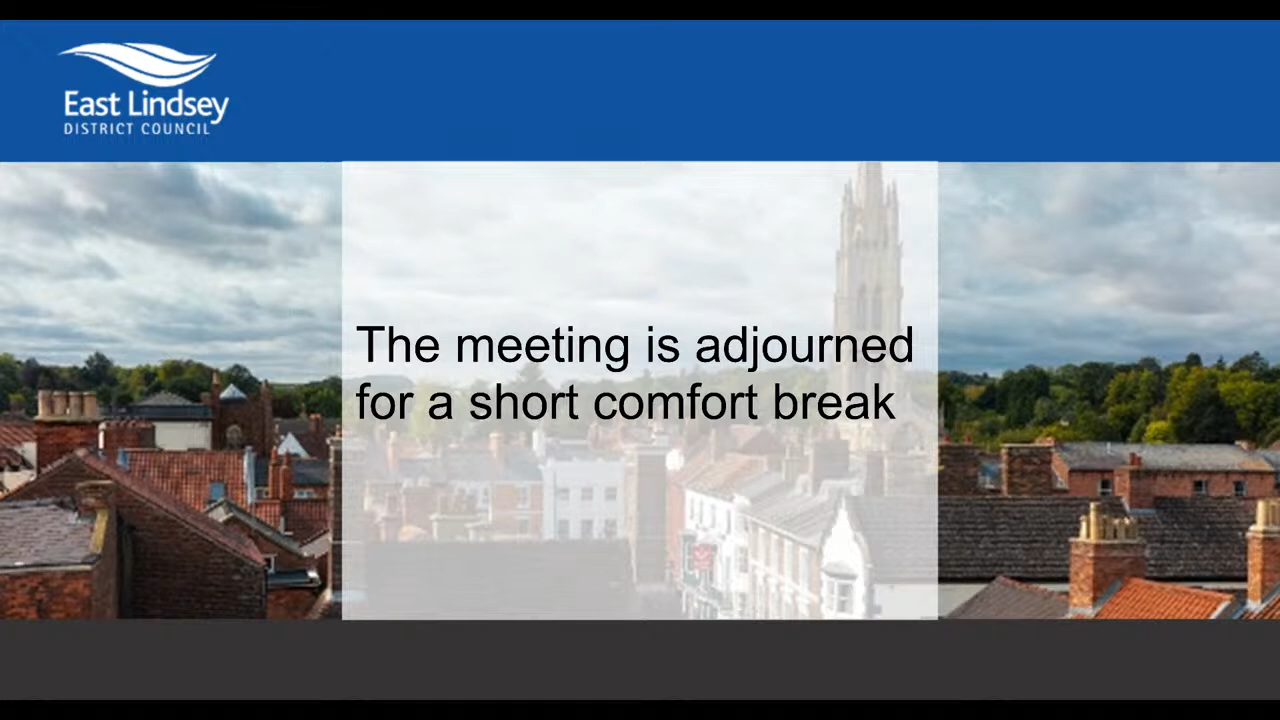 East Lindsey
DISTRICT COUNCIL
The meeting is adjourned
for a short comfort break